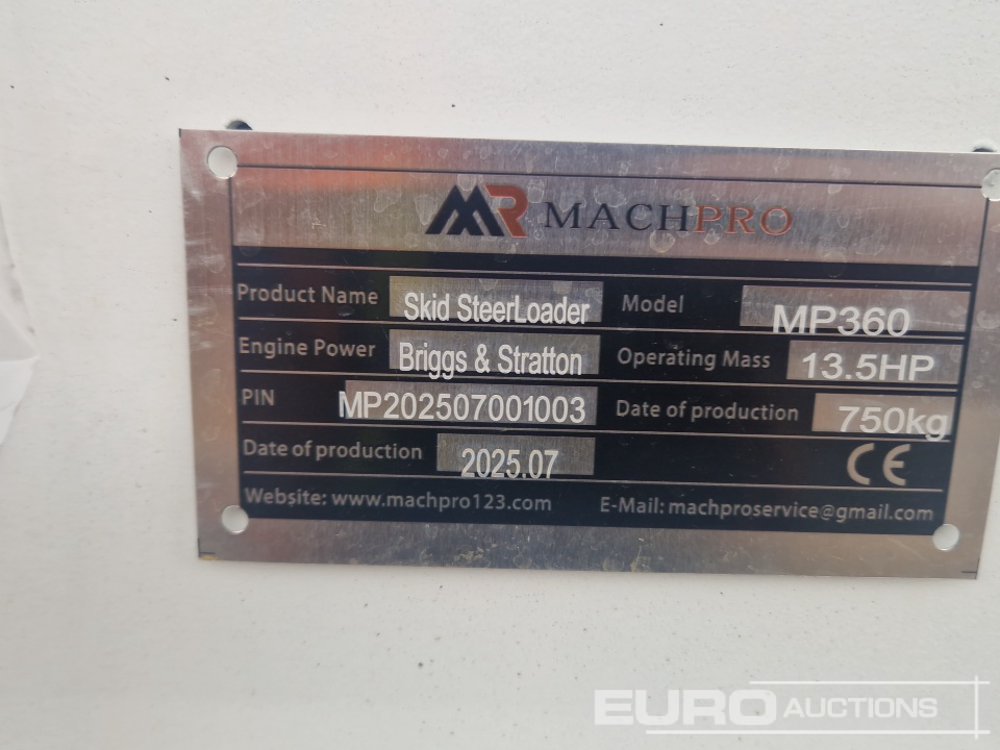 MR MACHPRO
Product Name Skid SteerLoader Model MP360
Engine Power Briggs & Stratton Operating Mass 13.5HP
PIN MP202507001003 Date of production 750kg
Date of production 2025.07 CE
Website: www.machpro123.com E-Mail: machproservice@gmail.com
EURO AUCTIONS